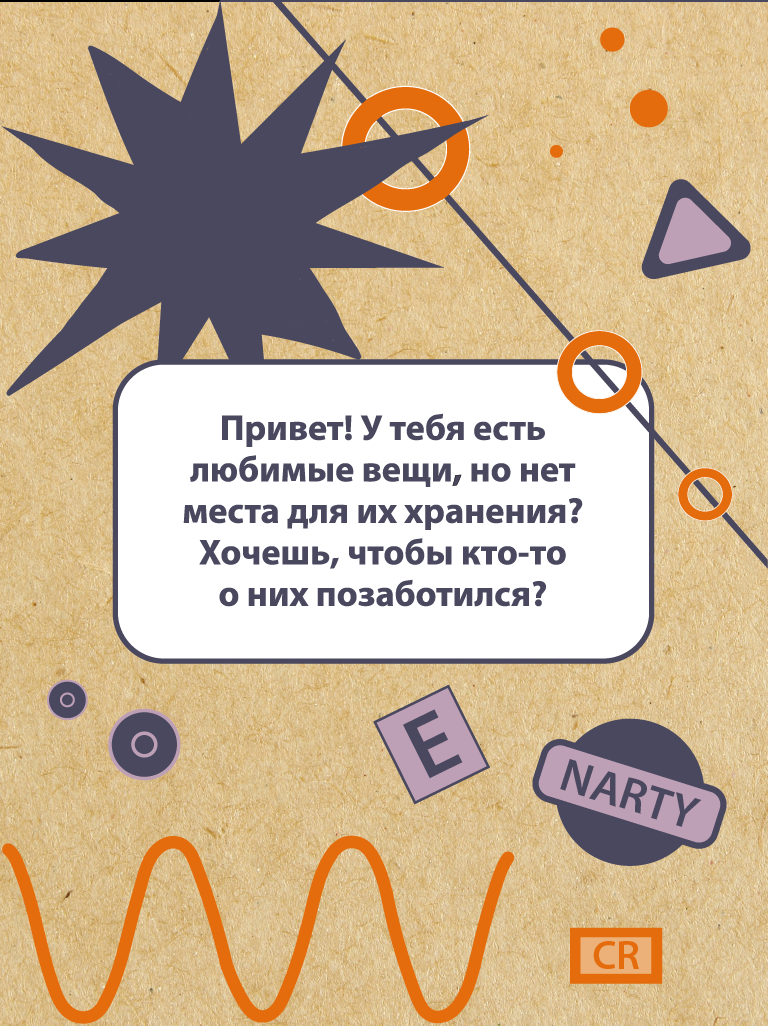 Привет! У тебя есть
любимые вещи, но нет
места для их хранения?
Хочешь, чтобы кто-то
о них позаботился?
E
NARTY
CR